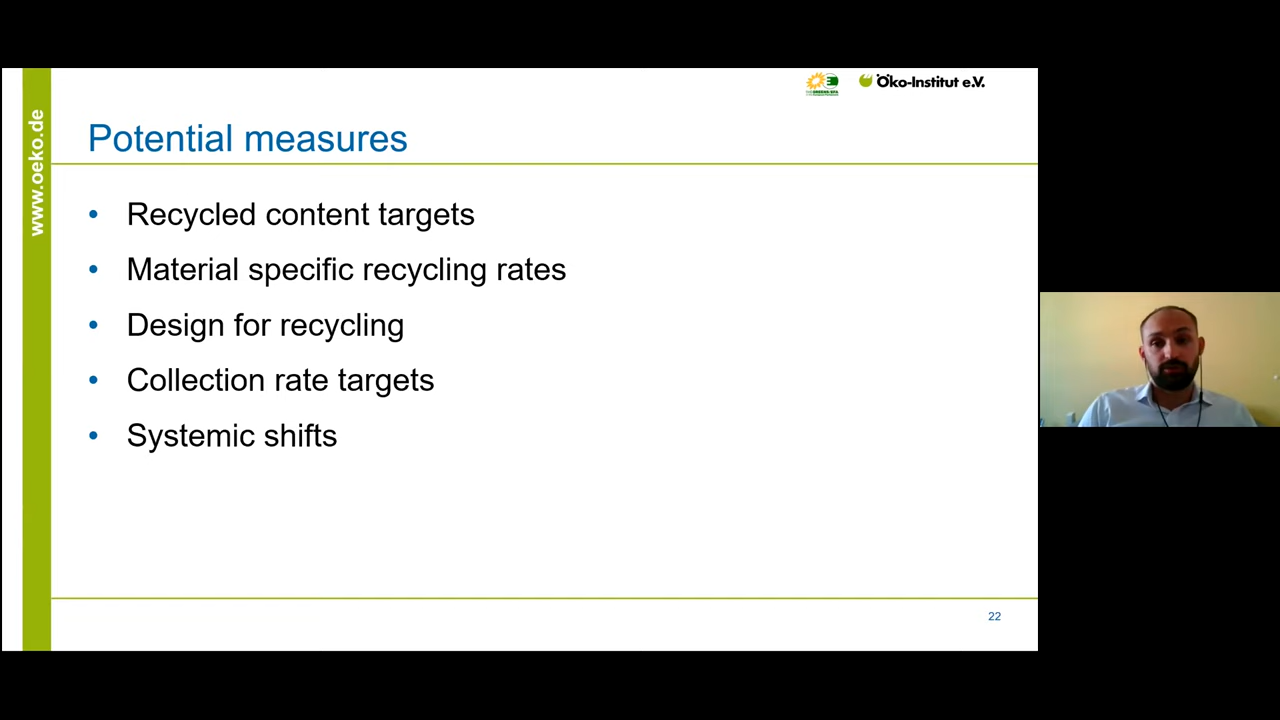 Öko-Institut e.V.
www.oeko.de
Potential measures
• Recycled content targets
• Material specific recycling rates
• Design for recycling
• Collection rate targets
• Systemic shifts
22